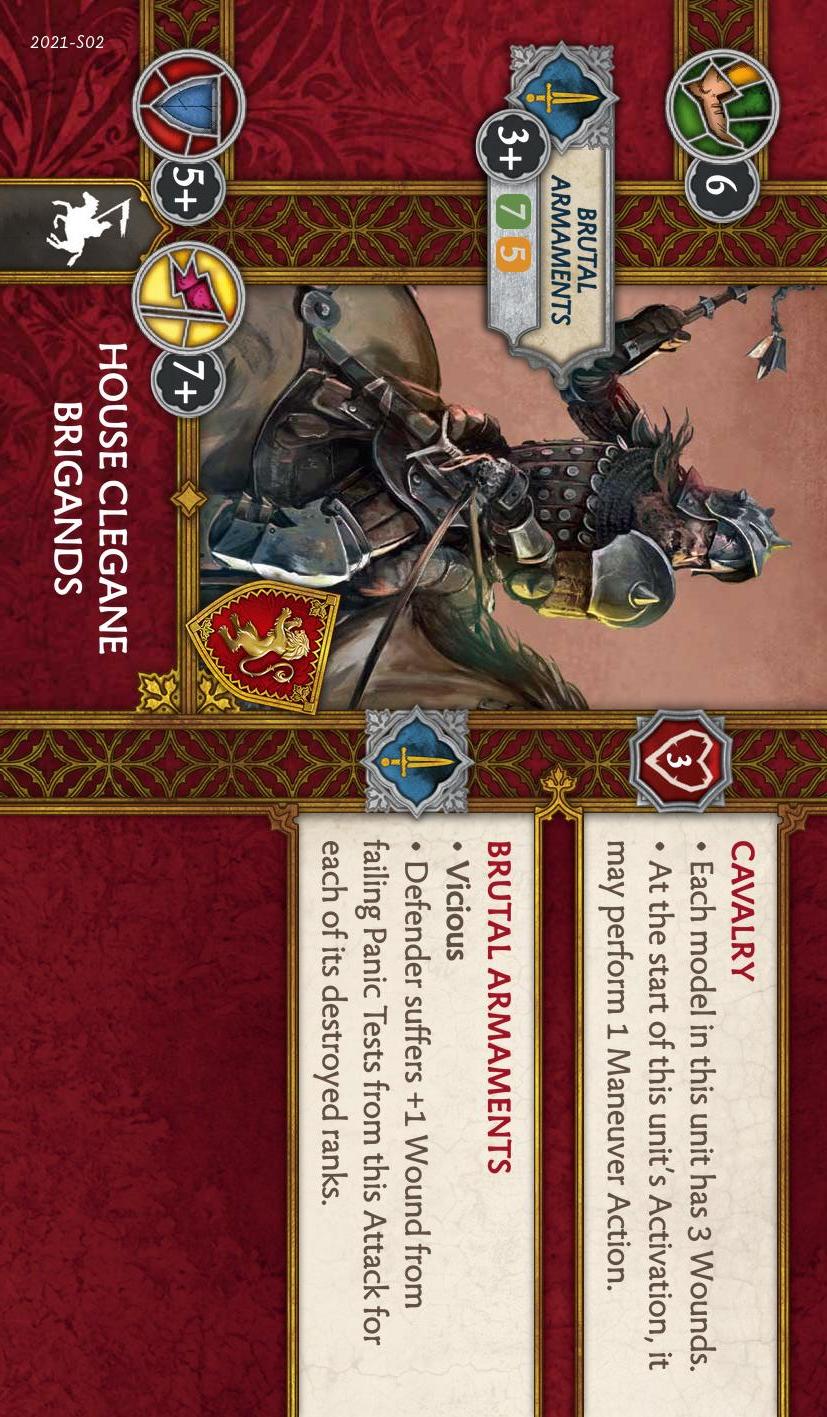 6
BRUTAL
ARMAMENTS
3+
7 5
5+
7+
HOUSE CLEGANE
BRIGANDS
2021-S02
3
CAVALRY
• Each model in this unit has 3 Wounds.
• At the start of this unit's Activation, it
may perform 1 Maneuver Action.
BRUTAL ARMAMENTS
• Vicious
• Defender suffers +1 Wound from
failing Panic Tests from this Attack for
each of its destroyed ranks.